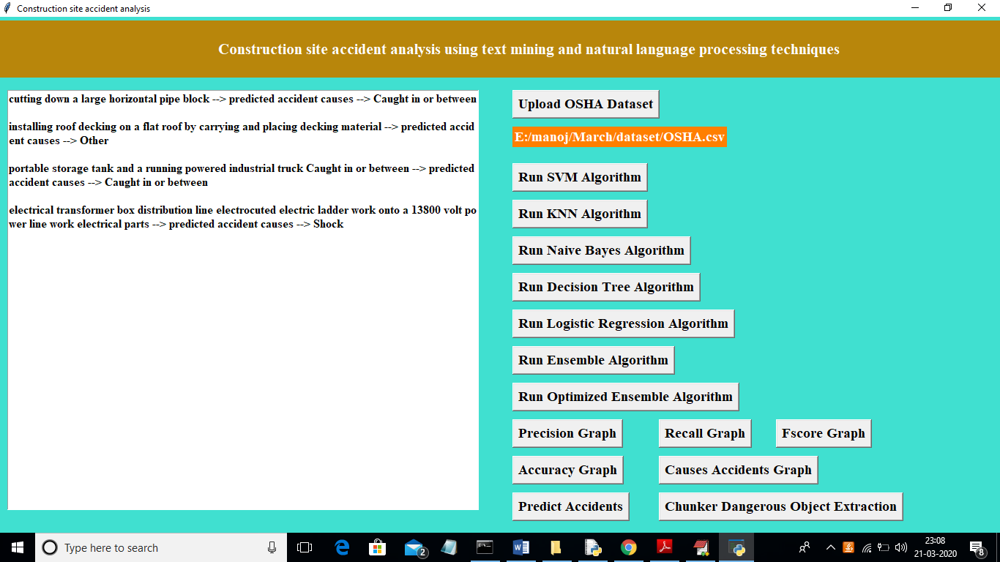 Construction site accident analysis
Construction site accident analysis using text mining and natural language processing techniques
cutting down a large horizontal pipe block --> predicted accident causes --> Caught in or between
installing roof decking on a flat roof by carrying and placing decking material --> predicted accid
ent causes --> Other
portable storage tank and a running powered industrial truck Caught in or between --> predicted
accident causes --> Caught in or between
electrical transformer box distribution line electrocuted electric ladder work onto a 13800 volt po
wer line work electrical parts --> predicted accident causes --> Shock
Upload OSHA Dataset
E:/manoj/March/dataset/OSHA.csv
Run SVM Algorithm
Run KNN Algorithm
Run Naive Bayes Algorithm
Run Decision Tree Algorithm
Run Logistic Regression Algorithm
Run Ensemble Algorithm
Run Optimized Ensemble Algorithm
Precision Graph Recall Graph Fscore Graph
Accuracy Graph Causes Accidents Graph
Predict Accidents Chunker Dangerous Object Extraction
Type here to search
2
23:08
21-03-2020
8